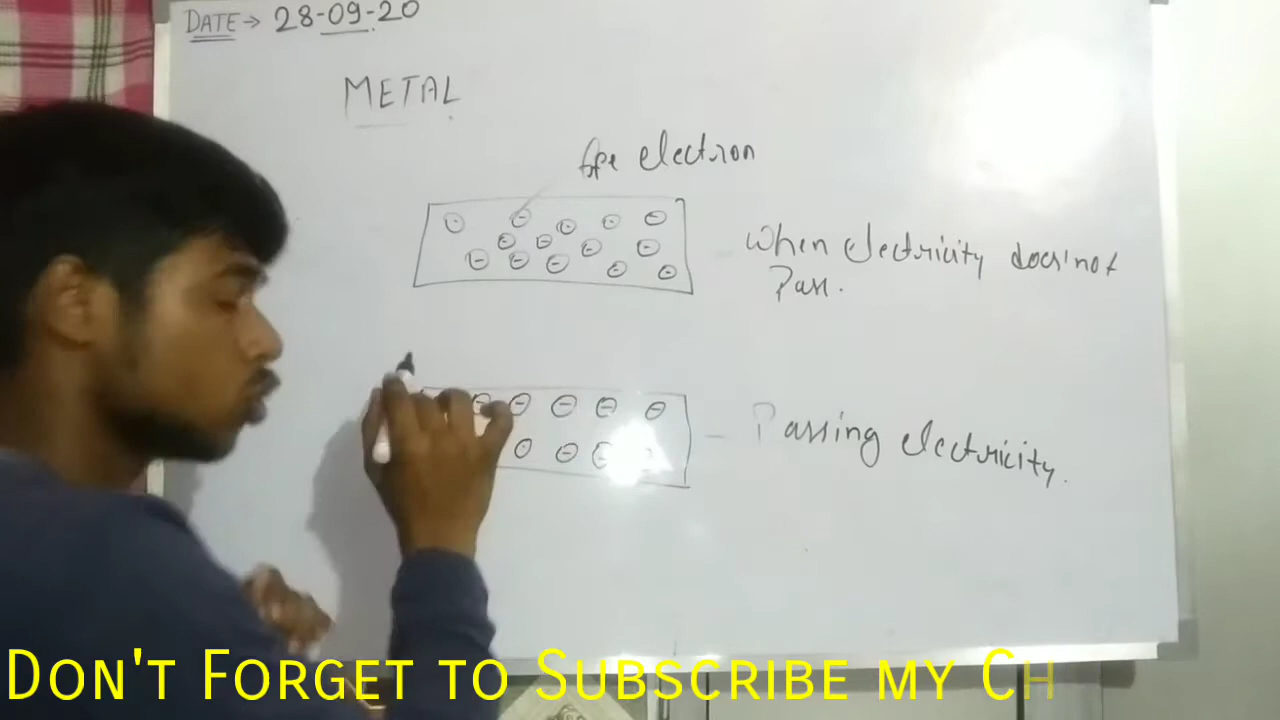 DATE → 28-09-20
METAL
free electron
When electricity does'not
Pass.
Passing electricity.
DON'T FORGET TO SUBSCRIBE MY CH